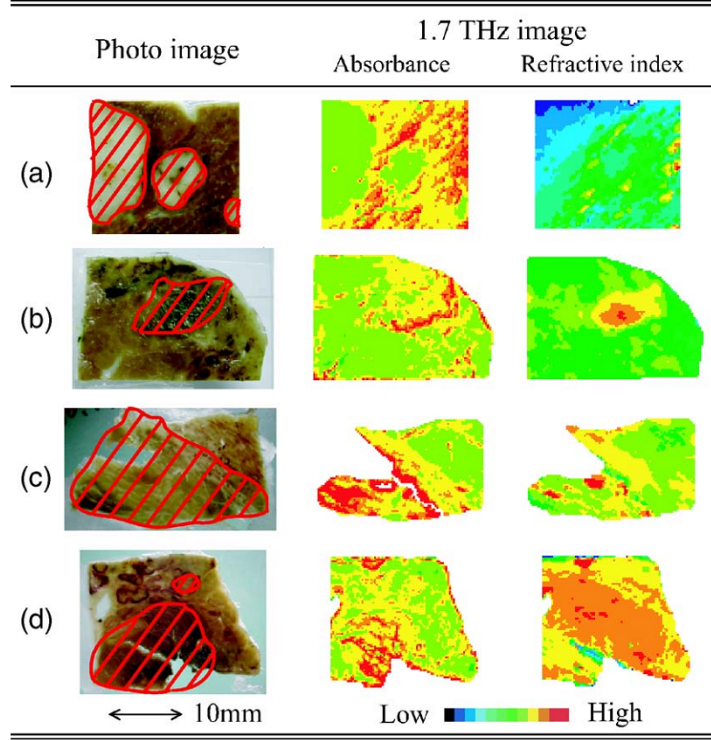 Photo image
1.7 THz image
Absorbance
Refractive index
(a)
(b)
(c)
(d)
10mm
Low
High